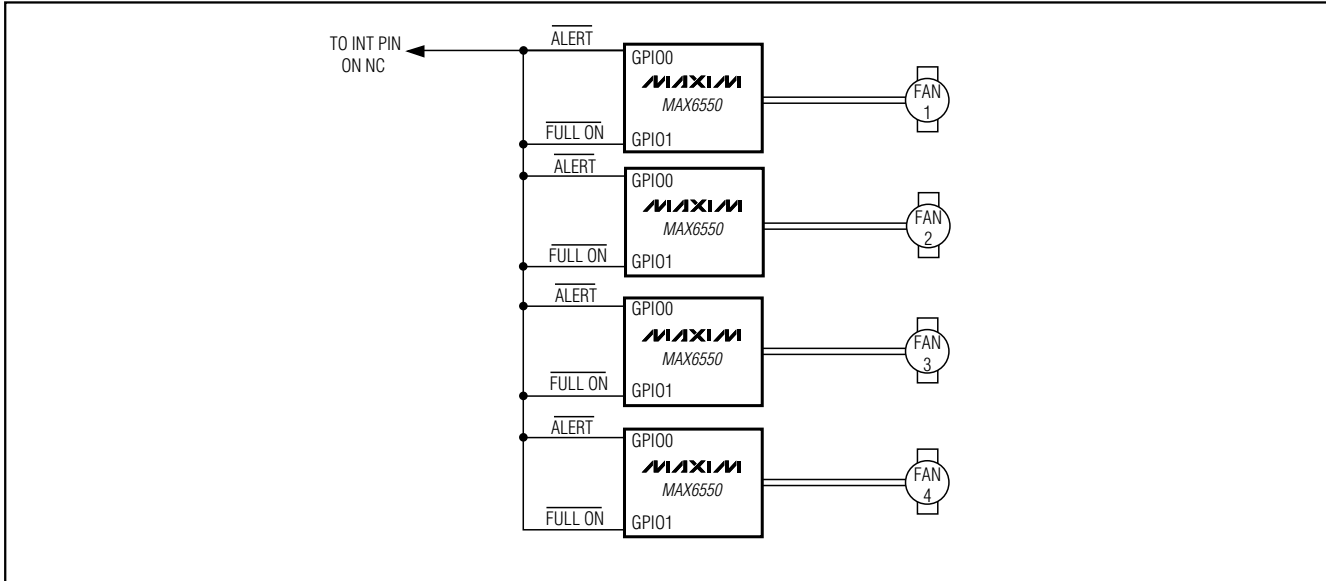 TO INT PIN
ON NC
ALERT
GPIO0
MAXIM
MAX6550
FULL ON
GPIO1
FAN
1
ALERT
GPIO0
MAXIM
MAX6550
FULL ON
GPIO1
FAN
2
ALERT
GPIO0
MAXIM
MAX6550
FULL ON
GPIO1
FAN
3
ALERT
GPIO0
MAXIM
MAX6550
FULL ON
GPIO1
FAN
4